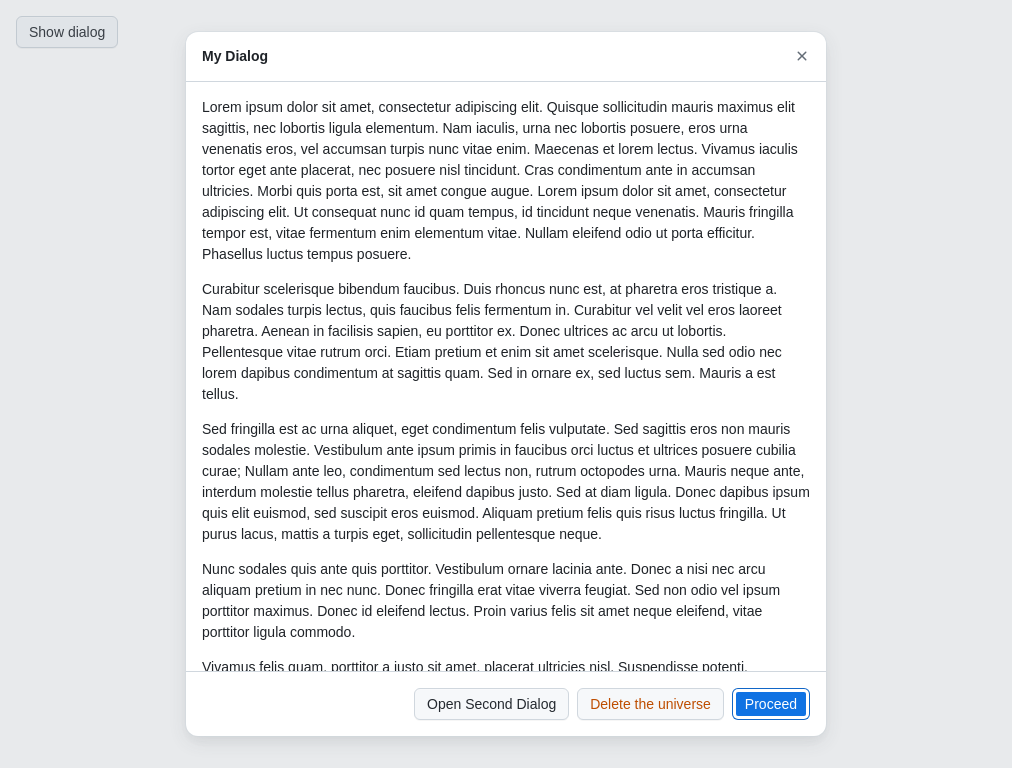 Show dialog
My Dialog
Lorem ipsum dolor sit amet, consectetur adipiscing elit. Quisque sollicitudin mauris maximus elit
sagittis, nec lobortis ligula elementum. Nam iaculis, urna nec lobortis posuere, eros urna
venenatis eros, vel accumsan turpis nunc vitae enim. Maecenas et lorem lectus. Vivamus iaculis
tortor eget ante placerat, nec posuere nisl tincidunt. Cras condimentum ante in accumsan
ultricies. Morbi quis porta est, sit amet congue augue. Lorem ipsum dolor sit amet, consectetur
adipiscing elit. Ut consequat nunc id quam tempus, id tincidunt neque venenatis. Mauris fringilla
tempor est, vitae fermentum enim elementum vitae. Nullam eleifend odio ut porta efficitur.
Phasellus luctus tempus posuere.
Curabitur scelerisque bibendum faucibus. Duis rhoncus nunc est, at pharetra eros tristique a.
Nam sodales turpis lectus, quis faucibus felis fermentum in. Curabitur vel velit vel eros laoreet
pharetra. Aenean in facilisis sapien, eu porttitor ex. Donec ultrices ac arcu ut lobortis.
Pellentesque vitae rutrum orci. Etiam pretium et enim sit amet scelerisque. Nulla sed odio nec
lorem dapibus condimentum at sagittis quam. Sed in ornare ex, sed luctus sem. Mauris a est
tellus.
Sed fringilla est ac urna aliquet, eget condimentum felis vulputate. Sed sagittis eros non mauris
sodales molestie. Vestibulum ante ipsum primis in faucibus orci luctus et ultrices posuere cubilia
curae; Nullam ante leo, condimentum sed lectus non, rutrum octopodes urna. Mauris neque ante,
interdum molestie tellus pharetra, eleifend dapibus justo. Sed at diam ligula. Donec dapibus ipsum
quis elit euismod, sed suscipit eros euismod. Aliquam pretium felis quis risus luctus fringilla. Ut
purus lacus, mattis a turpis eget, sollicitudin pellentesque neque.
Nunc sodales quis ante quis porttitor. Vestibulum ornare lacinia ante. Donec a nisi nec arcu
aliquam pretium in nec nunc. Donec fringilla erat vitae viverra feugiat. Sed non odio vel ipsum
porttitor maximus. Donec id eleifend lectus. Proin varius felis sit amet neque eleifend, vitae
porttitor ligula commodo.
Vivamus felis quam, porttitor a justo sit amet, placerat ultricies nisl. Suspendisse potenti.
Open Second Dialog
Delete the universe
Proceed